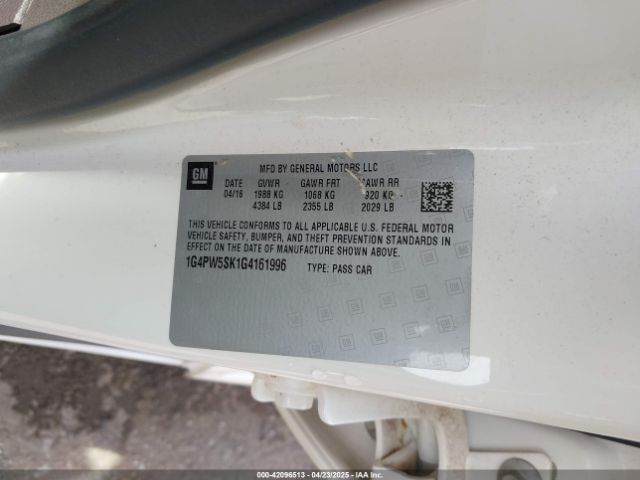 GM
MFD BY GENERAL MOTORS LLC
DATE GVWR GAWR FRT GAWR RR
04/16 1988 KG 1068 KG 920 KG
4384 LB 2355 LB 2029 LB
THIS VEHICLE CONFORMS TO ALL APPLICABLE U.S. FEDERAL MOTOR
VEHICLE SAFETY, BUMPER, AND THEFT PREVENTION STANDARDS IN
EFFECT ON THE DATE OF MANUFACTURE SHOWN ABOVE.
1G4PW5SK1G4161996 TYPE: PASS CAR
000-42096513 - 04/23/2025 - IAAI.COM